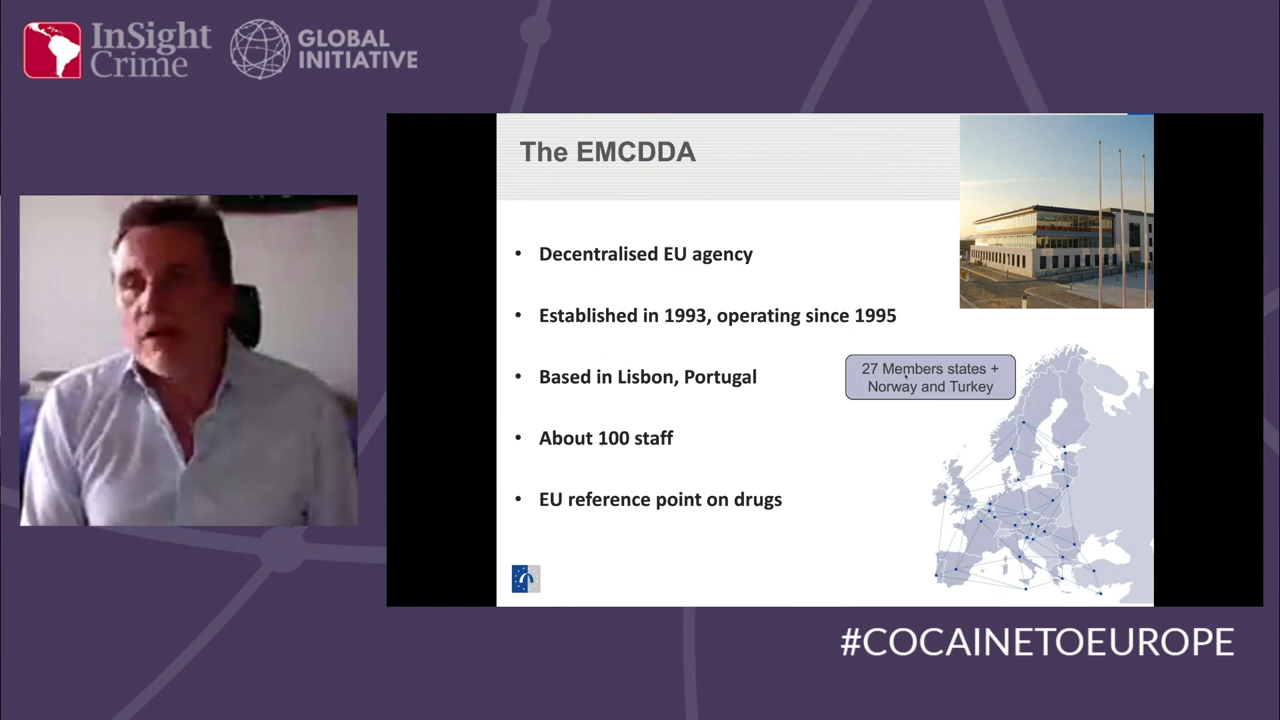 InSight
Crime
GLOBAL
INITIATIVE
The EMCDDA
• Decentralised EU agency
• Established in 1993, operating since 1995
27 Members states +
Norway and Turkey
• Based in Lisbon, Portugal
• About 100 staff
• EU reference point on drugs
#COCAINETOEUROPE